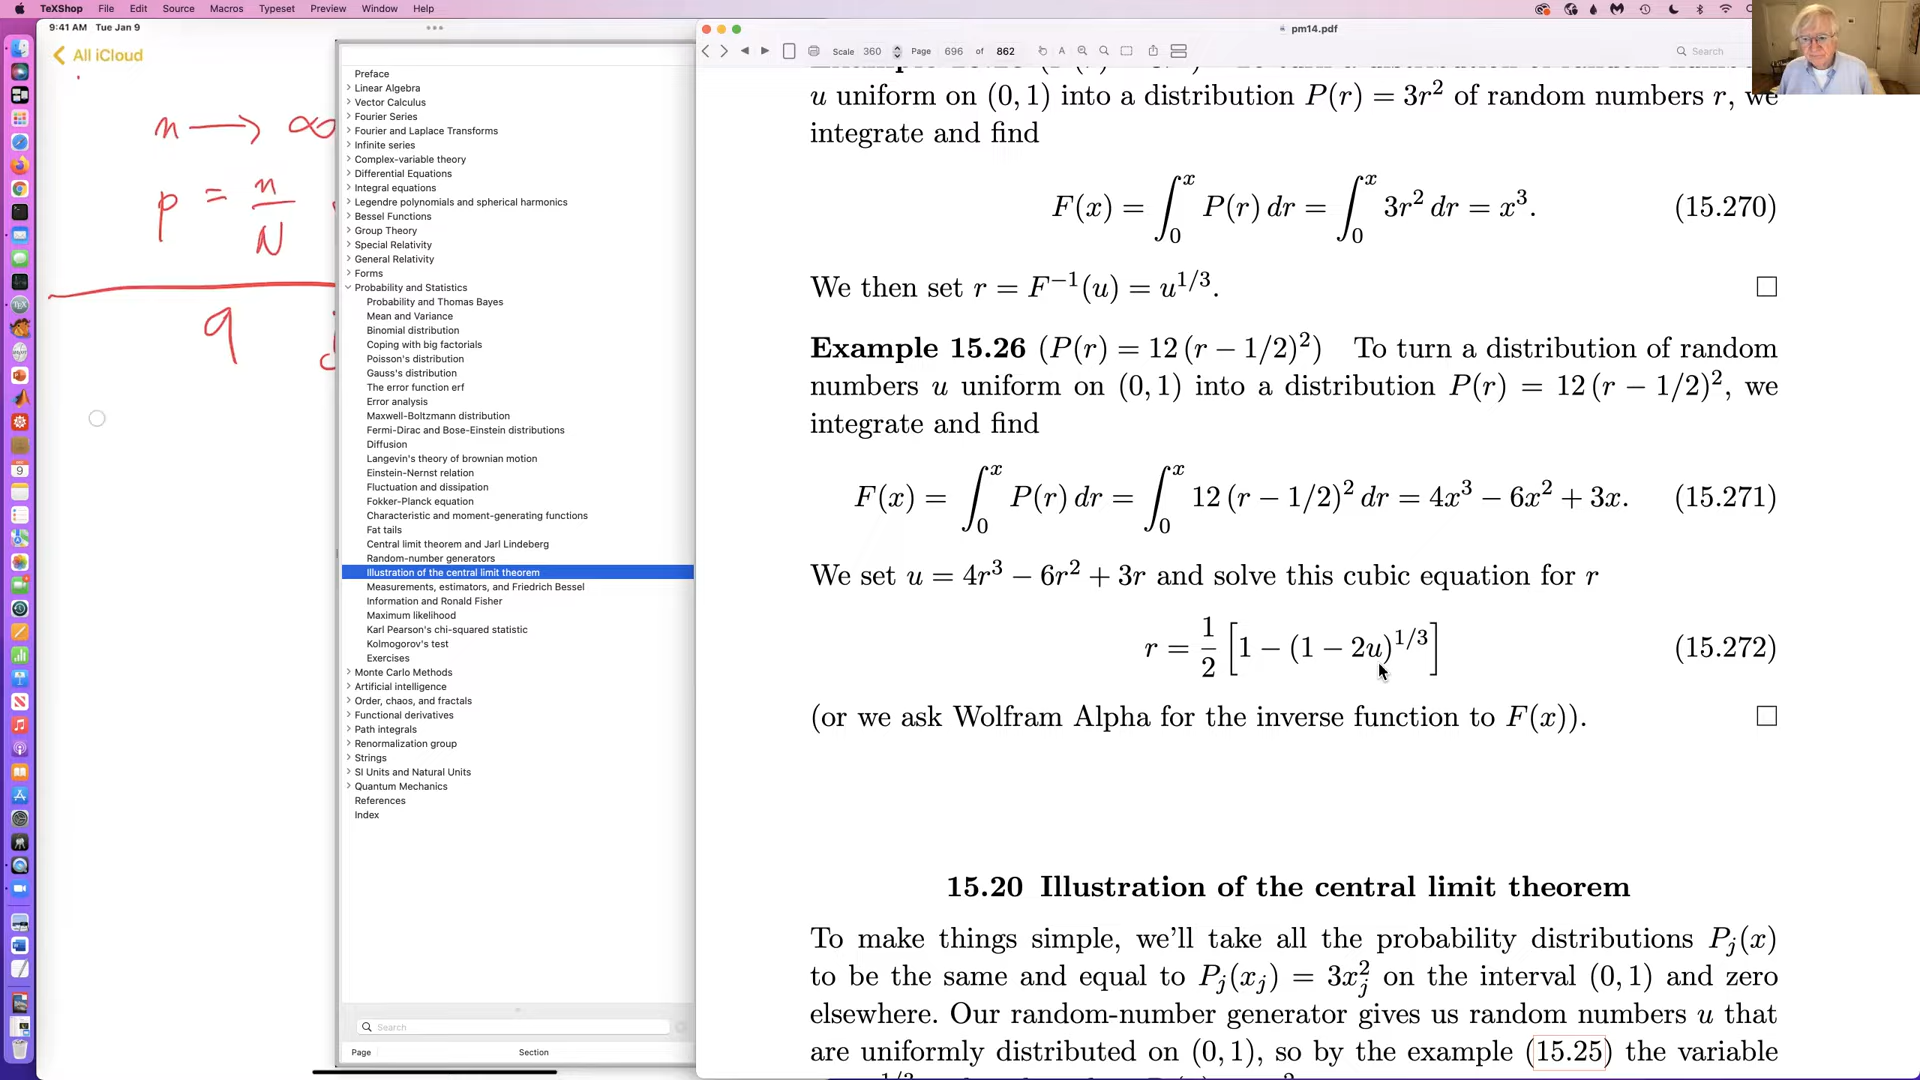 TeXShop File Edit Source Macros Typeset Preview Window Help
9:41 AM Tue Jan 9
All iCloud
n → ∞
p = n/N
9
Preface
Linear Algebra
Vector Calculus
Fourier Series
Fourier and Laplace Transforms
Infinite series
Complex-variable theory
Differential Equations
Integral equations
Legendre polynomials and spherical harmonics
Bessel Functions
Group Theory
Special Relativity
General Relativity
Forms
Probability and Statistics
Probability and Thomas Bayes
Mean and Variance
Binomial distribution
Coping with big factorials
Poisson's distribution
Gauss's distribution
The error function erf
Error analysis
Maxwell-Boltzmann distribution
Fermi-Dirac and Bose-Einstein distributions
Diffusion
Langevin's theory of brownian motion
Einstein-Nernst relation
Fluctuation and dissipation
Fokker-Planck equation
Characteristic and moment-generating functions
Fat tails
Central limit theorem and Jarl Lindeberg
Random-number generators
Illustration of the central limit theorem
Measurements, estimators, and Friedrich Bessel
Information and Ronald Fisher
Maximum likelihood
Karl Pearson's chi-squared statistic
Kolmogorov's test
Exercises
Monte Carlo Methods
Artificial intelligence
Order, chaos, and fractals
Functional derivatives
Path integrals
Renormalization group
Strings
SI Units and Natural Units
Quantum Mechanics
References
Index
Search
Page Section
pm14.pdf
Scale 360 Page 696 of 862 Search
u uniform on (0, 1) into a distribution P(r) = 3r² of random numbers r, we
integrate and find
F(x) = ∫₀ˣ P(r) dr = ∫₀ˣ 3r² dr = x³. (15.270)
We then set r = F⁻¹(u) = u^{1/3}. □
Example 15.26 (P(r) = 12 (r − 1/2)²) To turn a distribution of random
numbers u uniform on (0, 1) into a distribution P(r) = 12 (r − 1/2)², we
integrate and find
F(x) = ∫₀ˣ P(r) dr = ∫₀ˣ 12 (r − 1/2)² dr = 4x³ − 6x² + 3x. (15.271)
We set u = 4r³ − 6r² + 3r and solve this cubic equation for r
r = 1/2 [1 − (1 − 2u)^{1/3}] (15.272)
(or we ask Wolfram Alpha for the inverse function to F(x)). □
15.20 Illustration of the central limit theorem
To make things simple, we'll take all the probability distributions P_j(x)
to be the same and equal to P_j(x_j) = 3x_j² on the interval (0, 1) and zero
elsewhere. Our random-number generator gives us random numbers u that
are uniformly distributed on (0, 1), so by the example (15.25) the variable